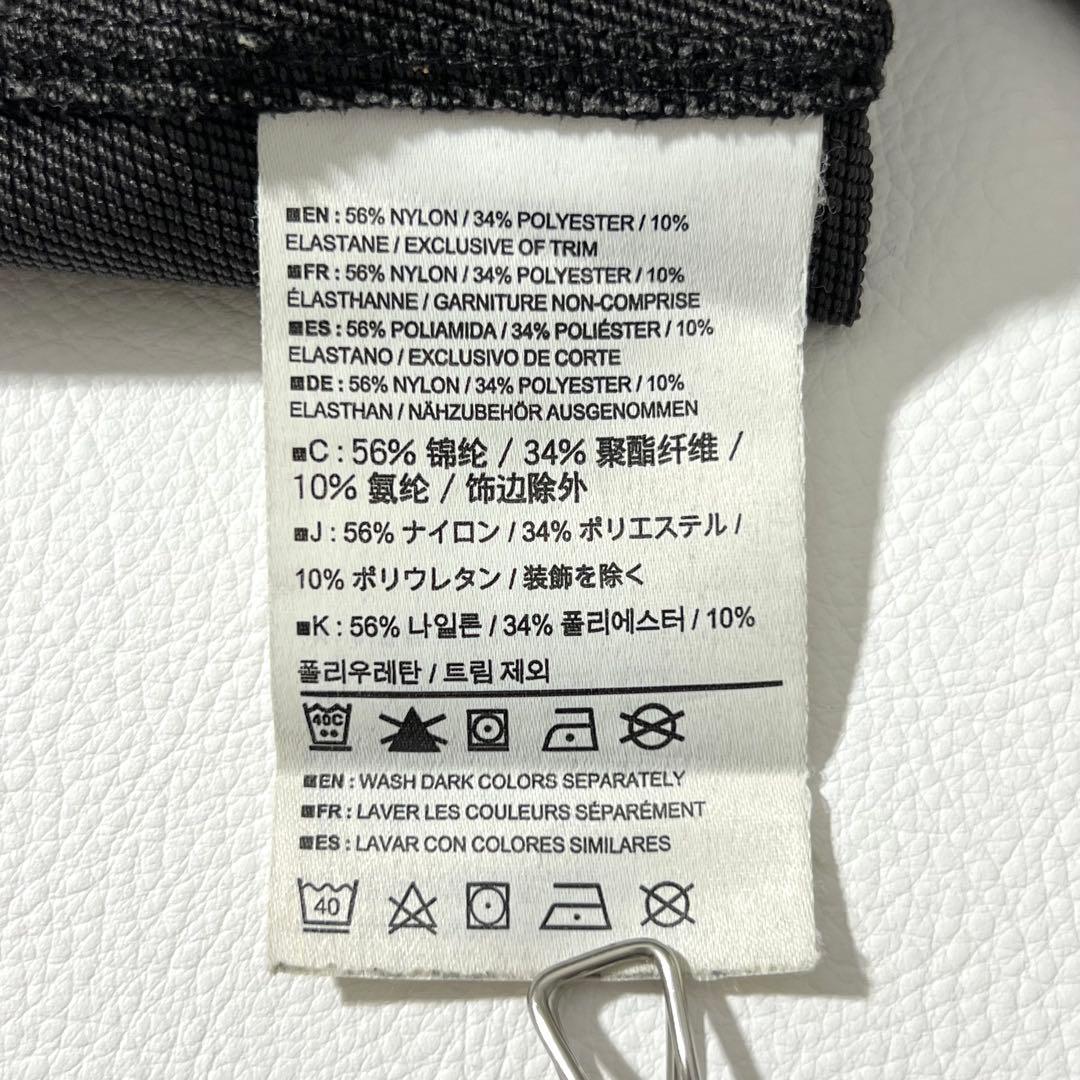 EN : 56% NYLON / 34% POLYESTER / 10%
ELASTANE / EXCLUSIVE OF TRIM
FR : 56% NYLON / 34% POLYESTER / 10%
ÉLASTHANNE / GARNITURE NON-COMPRISE
ES : 56% POLIAMIDA / 34% POLIÉSTER / 10%
ELASTANO / EXCLUSIVO DE CORTE
DE : 56% NYLON / 34% POLYESTER / 10%
ELASTHAN / NÄHZUBEHÖR AUSGENOMMEN
C : 56% 锦纶 / 34% 聚酯纤维 /
10% 氨纶 / 饰边除外
J : 56% ナイロン / 34% ポリエステル /
10% ポリウレタン / 装飾を除く
K : 56% 나일론 / 34% 폴리에스터 / 10%
폴리우레탄 / 트림 제외
40C
EN : WASH DARK COLORS SEPARATELY
FR : LAVER LES COULEURS SÉPARÉMENT
ES : LAVAR CON COLORES SIMILARES
40